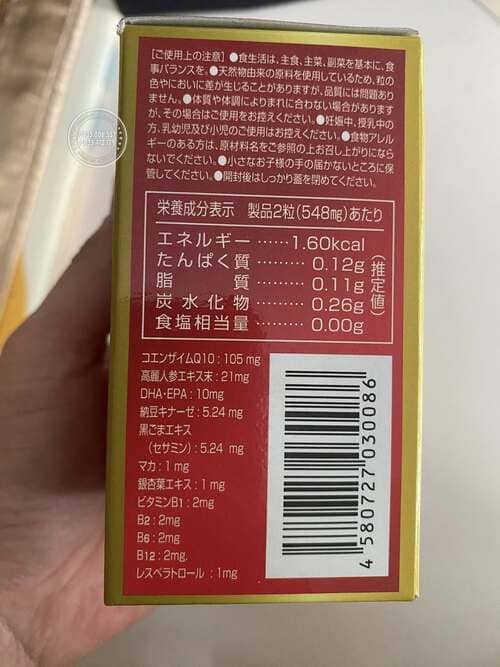 [ご使用上の注意] ●食生活は、主食、主菜、副菜を基本に、食
事バランスを。●天然物由来の原料を使用しているため、粒の
色やにおいに差が生じることがありますが、品質には問題あり
ません。●体質や体調によりまれに合わない場合があります
が、その場合はご使用をお控えください。●妊娠中、授乳中の
方、乳幼児及び小児のご使用はお控えください。●食物アレル
ギーのある方は、原材料名をご参照の上お召し上がりになら
ないでください。●小さなお子様の手の届かないところに保
管してください。●開封後はしっかり蓋を閉めてください。
栄養成分表示 製品2粒(548mg)あたり
エネルギー……1.60kcal
たんぱく質………0.12g
脂 質………0.11g
炭水化物………0.26g
食塩相当量………0.00g
(推定値)
コエンザイムQ10:105 mg
高麗人参エキス末:21mg
DHA・EPA:10mg
納豆キナーゼ:5.24 mg
黒ごまエキス
(セサミン):5.24 mg
マカ:1 mg
銀杏葉エキス:1 mg
ビタミンB1:2mg
B2:2mg
B6:2mg
B12:2mg.
レスベラトロール:1mg
4 580727 030086